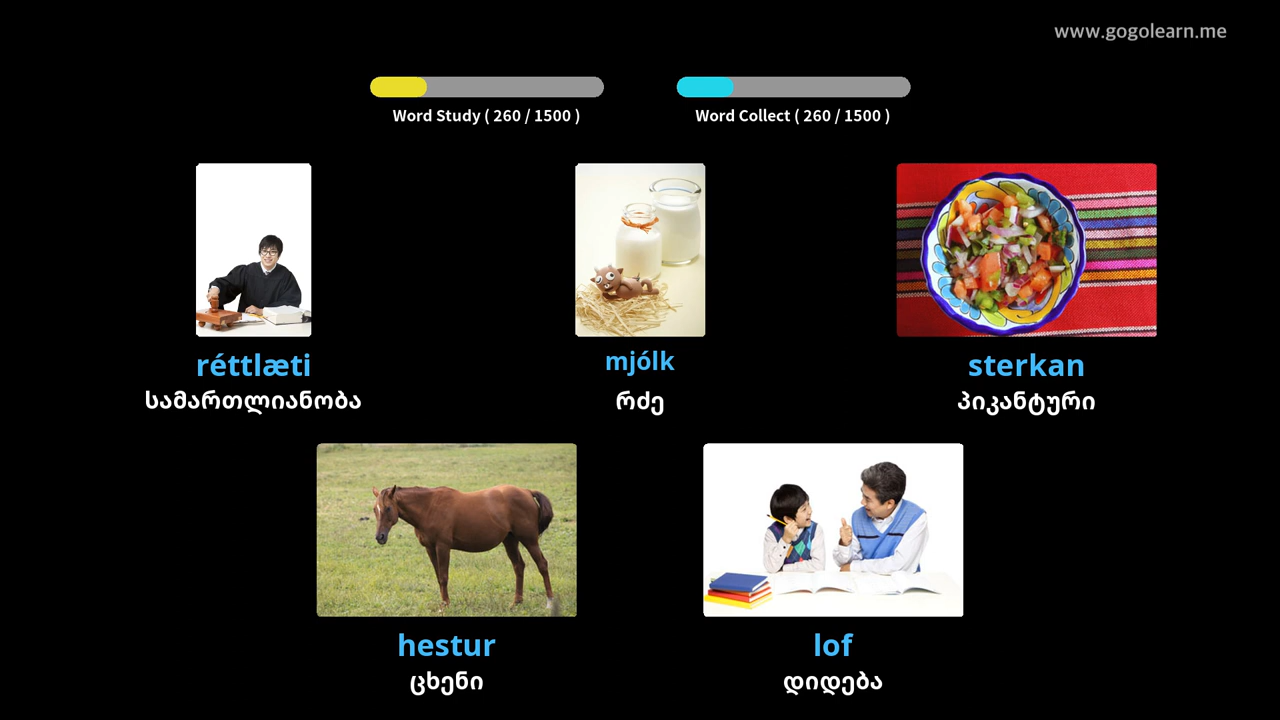 www.gogolearn.me
Word Study ( 260 / 1500 )
Word Collect ( 260 / 1500 )
réttlæti
სამართლიანობა
mjólk
რძე
sterkan
პიკანტური
hestur
ცხენი
lof
დიდება